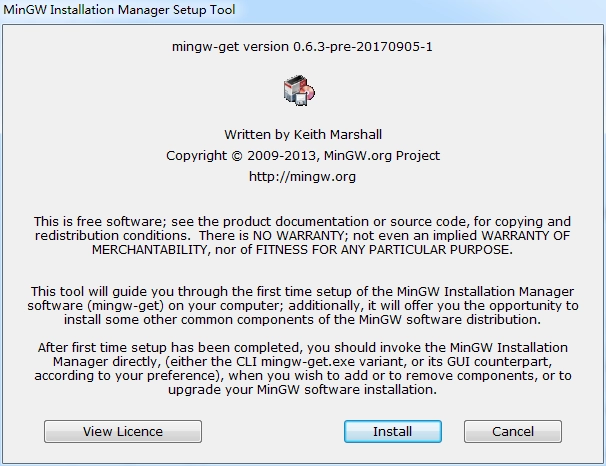 MinGW Installation Manager Setup Tool
mingw-get version 0.6.3-pre-20170905-1
Written by Keith Marshall
Copyright © 2009-2013, MinGW.org Project
http://mingw.org
This is free software; see the product documentation or source code, for copying and
redistribution conditions.  There is NO WARRANTY; not even an implied WARRANTY OF
MERCHANTABILITY, nor of FITNESS FOR ANY PARTICULAR PURPOSE.
This tool will guide you through the first time setup of the MinGW Installation Manager
software (mingw-get) on your computer; additionally, it will offer you the opportunity to
install some other common components of the MinGW software distribution.
After first time setup has been completed, you should invoke the MinGW Installation
Manager directly, (either the CLI mingw-get.exe variant, or its GUI counterpart,
according to your preference), when you wish to add or to remove components, or to
upgrade your MinGW software installation.
View Licence
Install
Cancel